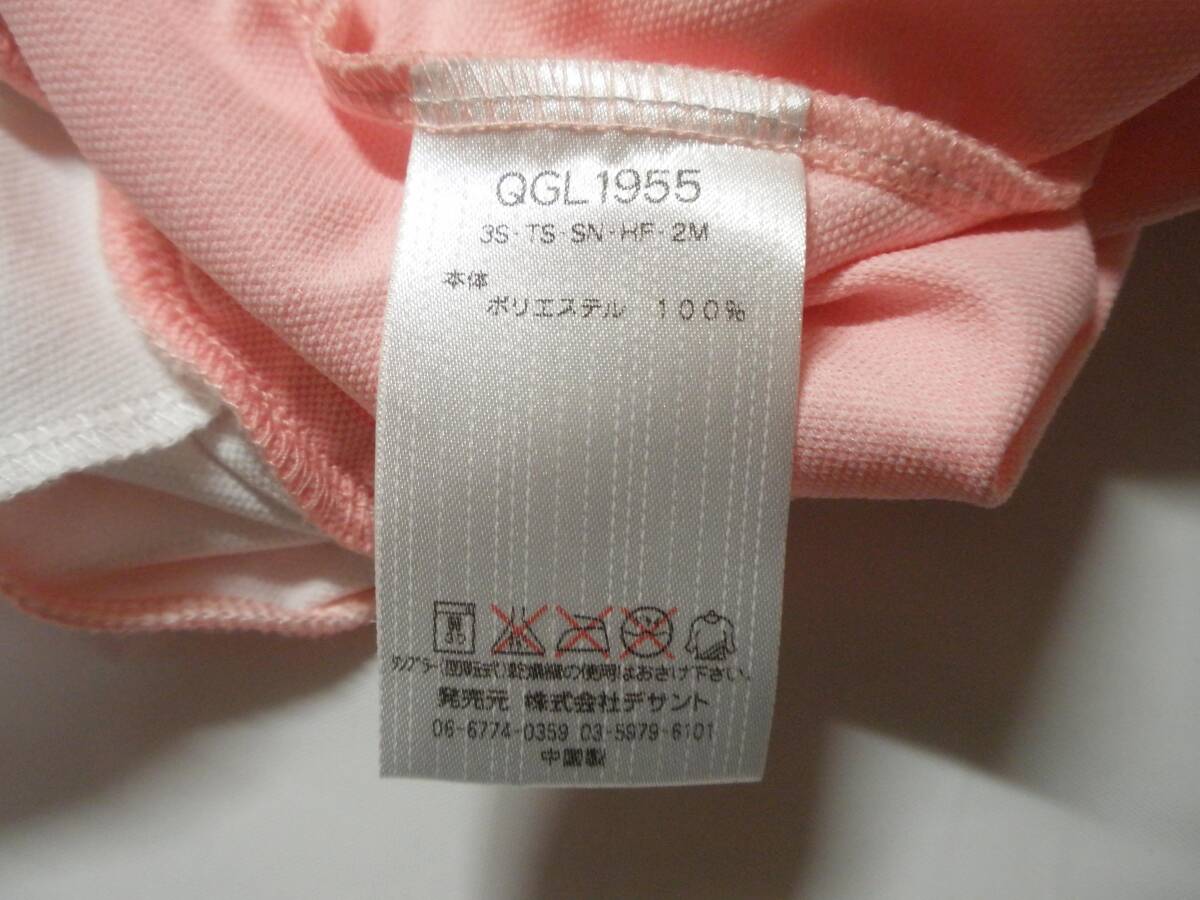 QGL1955
3S・TS・SN・HF・2M
本体
ポリエステル 100%
タンブラー(回転式)乾燥機の使用はおさけ下さい。
発売元 株式会社デサント
06-6774-0359 03-5979-6101
中国製